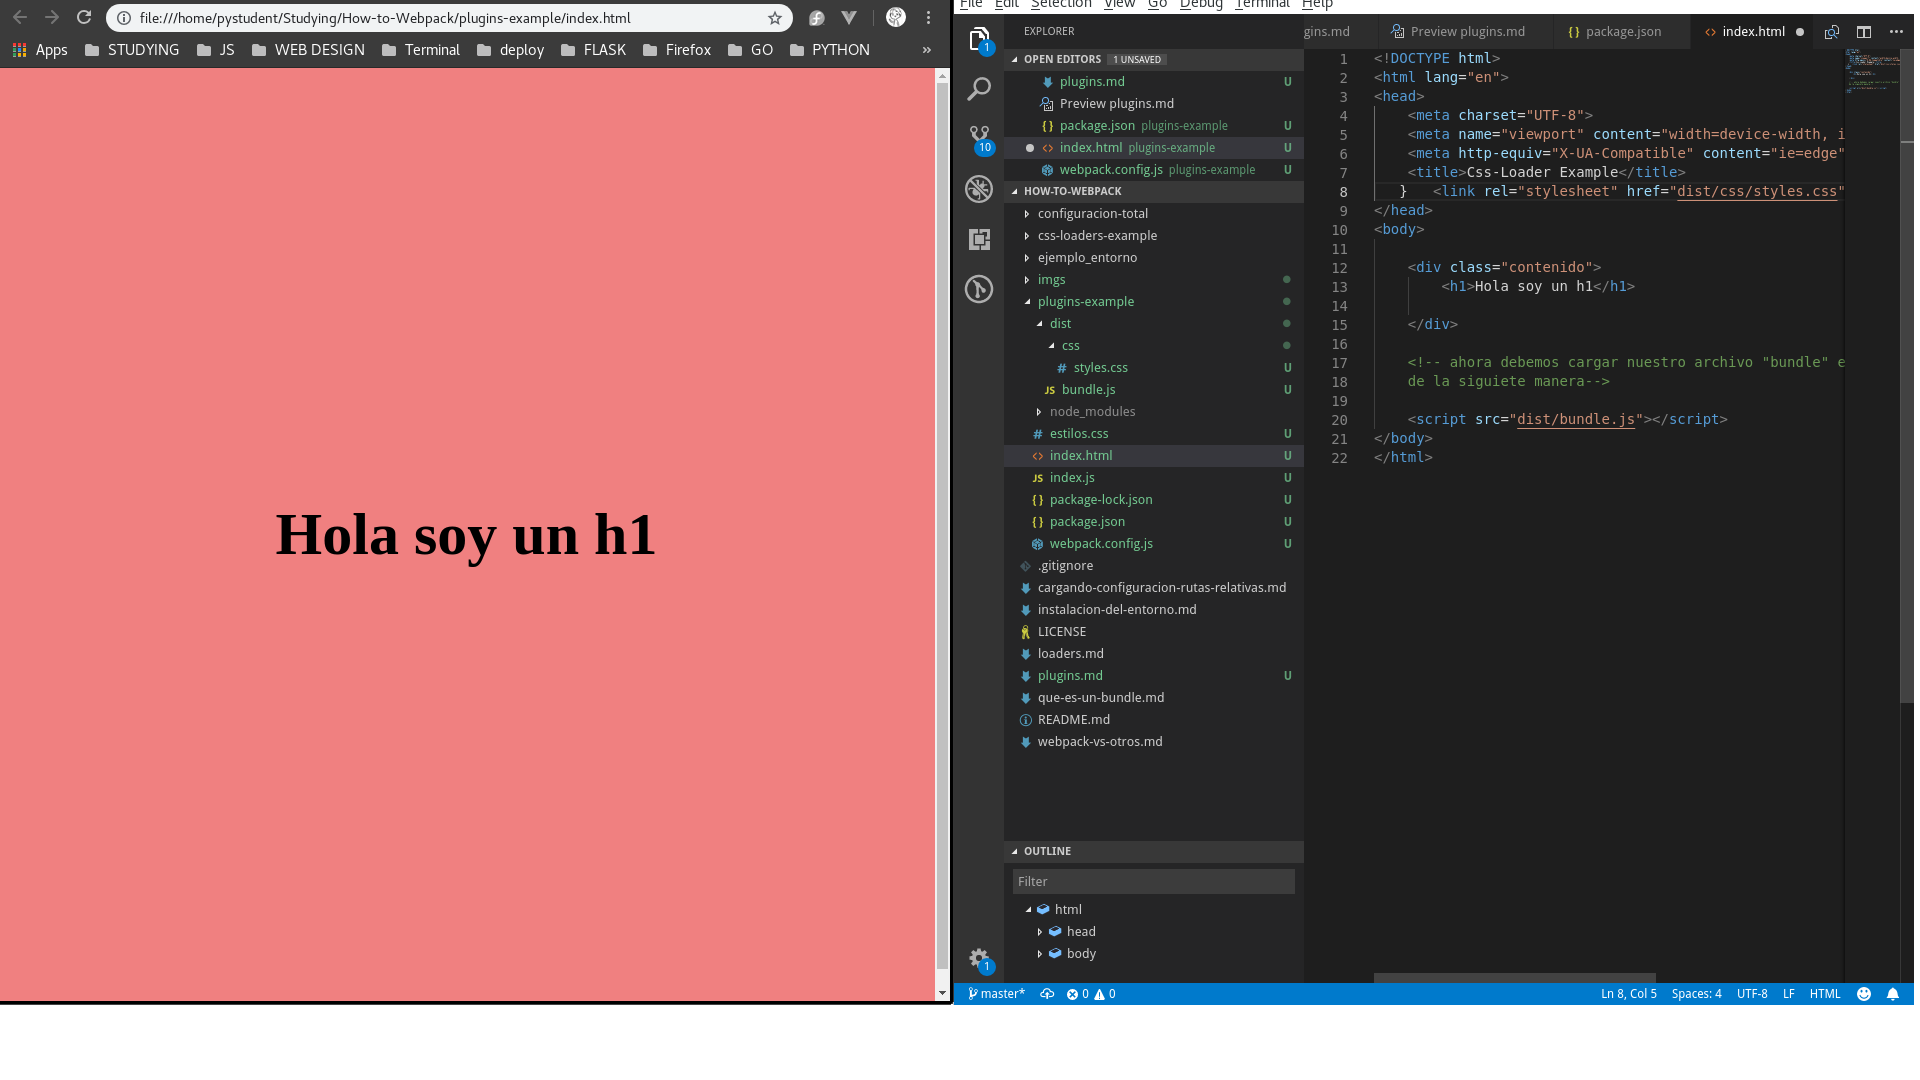 file:///home/pystudent/Studying/How-to-Webpack/plugins-example/index.html
Apps STUDYING JS WEB DESIGN Terminal deploy FLASK Firefox GO PYTHON »
Hola soy un h1
File Edit Selection View Go Debug Terminal Help
EXPLORER
1
10
OPEN EDITORS 1 UNSAVED
plugins.md U
Preview plugins.md
package.json plugins-example U
index.html plugins-example U
webpack.config.js plugins-example U
HOW-TO-WEBPACK
configuracion-total
css-loaders-example
ejemplo_entorno
imgs
plugins-example
dist
css
styles.css U
bundle.js U
node_modules
estilos.css U
index.html U
index.js U
package-lock.json U
package.json U
webpack.config.js U
.gitignore
cargando-configuracion-rutas-relativas.md
instalacion-del-entorno.md
LICENSE
loaders.md
plugins.md U
que-es-un-bundle.md
README.md
webpack-vs-otros.md
OUTLINE
Filter
html
head
body
1
gins.md Preview plugins.md package.json index.html
1 <!DOCTYPE html>
2 <html lang="en">
3 <head>
4 <meta charset="UTF-8">
5 <meta name="viewport" content="width=device-width, i
6 <meta http-equiv="X-UA-Compatible" content="ie=edge"
7 <title>Css-Loader Example</title>
8 } <link rel="stylesheet" href="dist/css/styles.css"
9 </head>
10 <body>
11
12 <div class="contenido">
13 <h1>Hola soy un h1</h1>
14
15 </div>
16
17 <!-- ahora debemos cargar nuestro archivo "bundle" e
18 de la siguiete manera-->
19
20 <script src="dist/bundle.js"></script>
21 </body>
22 </html>
master* 0 0 Ln 8, Col 5 Spaces: 4 UTF-8 LF HTML